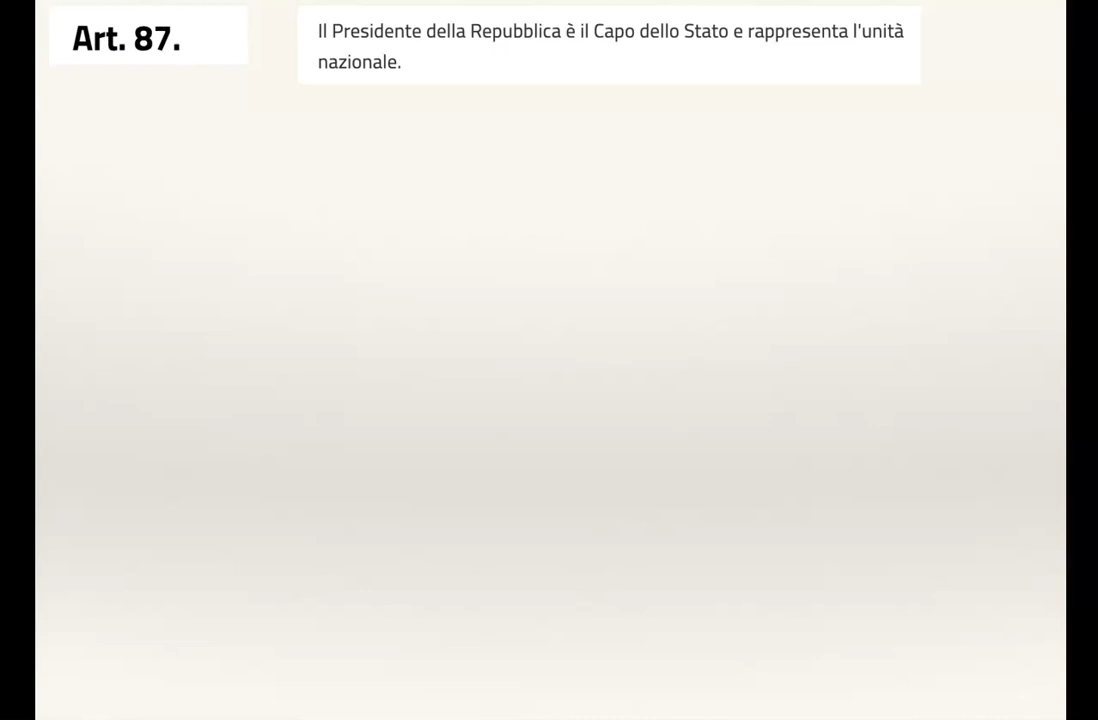 Art. 87.
Il Presidente della Repubblica è il Capo dello Stato e rappresenta l'unità
nazionale.